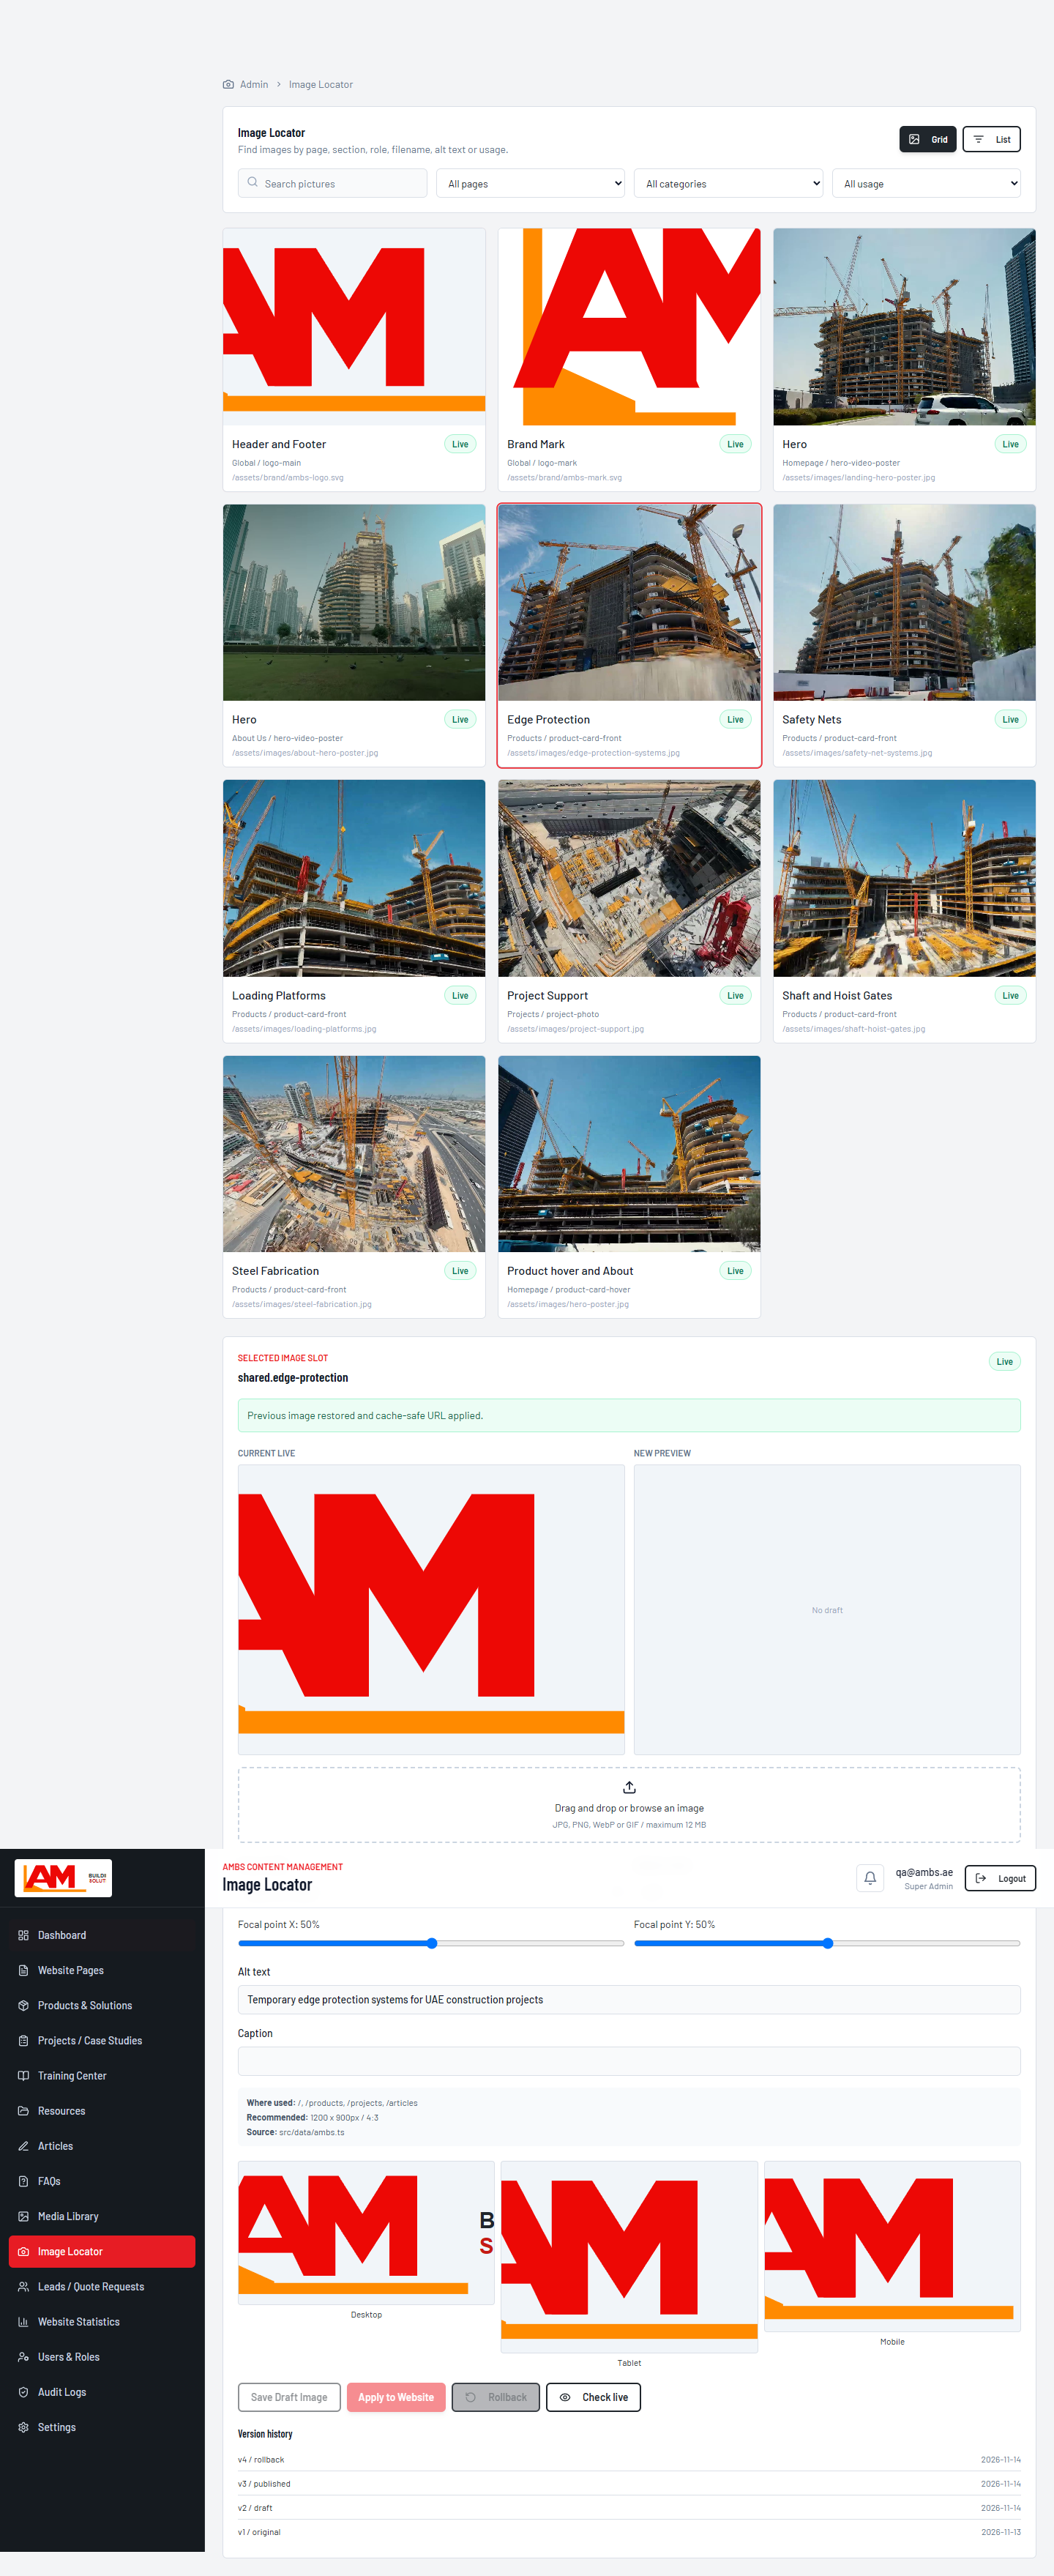 Admin > Image Locator
Image Locator
Find images by page, section, role, filename, alt text or usage.
Grid
List
Search pictures
All pages
All categories
All usage
AM
AM
Header and Footer
Live
Global / logo-main
/assets/brand/ambs-logo.svg
Brand Mark
Live
Global / logo-mark
/assets/brand/ambs-mark.svg
Hero
Live
Homepage / hero-video-poster
/assets/images/landing-hero-poster.jpg
Hero
Live
About Us / hero-video-poster
/assets/images/about-hero-poster.jpg
Edge Protection
Live
Products / product-card-front
/assets/images/edge-protection-systems.jpg
Safety Nets
Live
Products / product-card-front
/assets/images/safety-net-systems.jpg
Loading Platforms
Live
Products / product-card-front
/assets/images/loading-platforms.jpg
Project Support
Live
Projects / project-photo
/assets/images/project-support.jpg
Shaft and Hoist Gates
Live
Products / product-card-front
/assets/images/shaft-hoist-gates.jpg
Steel Fabrication
Live
Products / product-card-front
/assets/images/steel-fabrication.jpg
Product hover and About
Live
Homepage / product-card-hover
/assets/images/hero-poster.jpg
SELECTED IMAGE SLOT
shared.edge-protection
Live
Previous image restored and cache-safe URL applied.
CURRENT LIVE
NEW PREVIEW
AM
No draft
Drag and drop or browse an image
JPG, PNG, WebP or GIF / maximum 12 MB
AM
BUILDI
SOLUT
AMBS CONTENT MANAGEMENT
Image Locator
qa@ambs.ae
Super Admin
Logout
Dashboard
Website Pages
Products & Solutions
Projects / Case Studies
Training Center
Resources
Articles
FAQs
Media Library
Image Locator
Leads / Quote Requests
Website Statistics
Users & Roles
Audit Logs
Settings
Focal point X: 50%
Focal point Y: 50%
Alt text
Temporary edge protection systems for UAE construction projects
Caption
Where used: /, /products, /projects, /articles
Recommended: 1200 x 900px / 4:3
Source: src/data/ambs.ts
AM
B
S
AM
AM
Desktop
Tablet
Mobile
Save Draft Image
Apply to Website
Rollback
Check live
Version history
v4 / rollback
2026-11-14
v3 / published
2026-11-14
v2 / draft
2026-11-14
v1 / original
2026-11-13